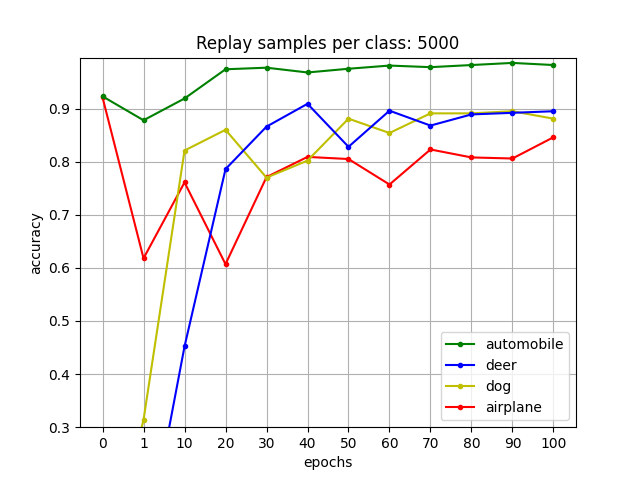 Replay samples per class: 5000
accuracy
0.9
0.8
0.7
0.6
0.5
0.4
0.3
automobile
deer
dog
airplane
0 1 10 20 30 40 50 60 70 80 90 100
epochs